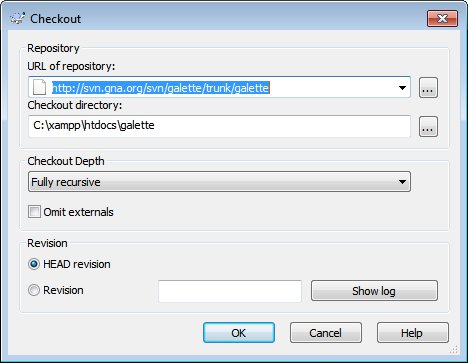 Checkout
Repository
URL of repository:
http://svn.gna.org/svn/galette/trunk/galette
...
Checkout directory:
C:\xampp\htdocs\galette
...
Checkout Depth
Fully recursive
Omit externals
Revision
HEAD revision
Revision
Show log
OK
Cancel
Help